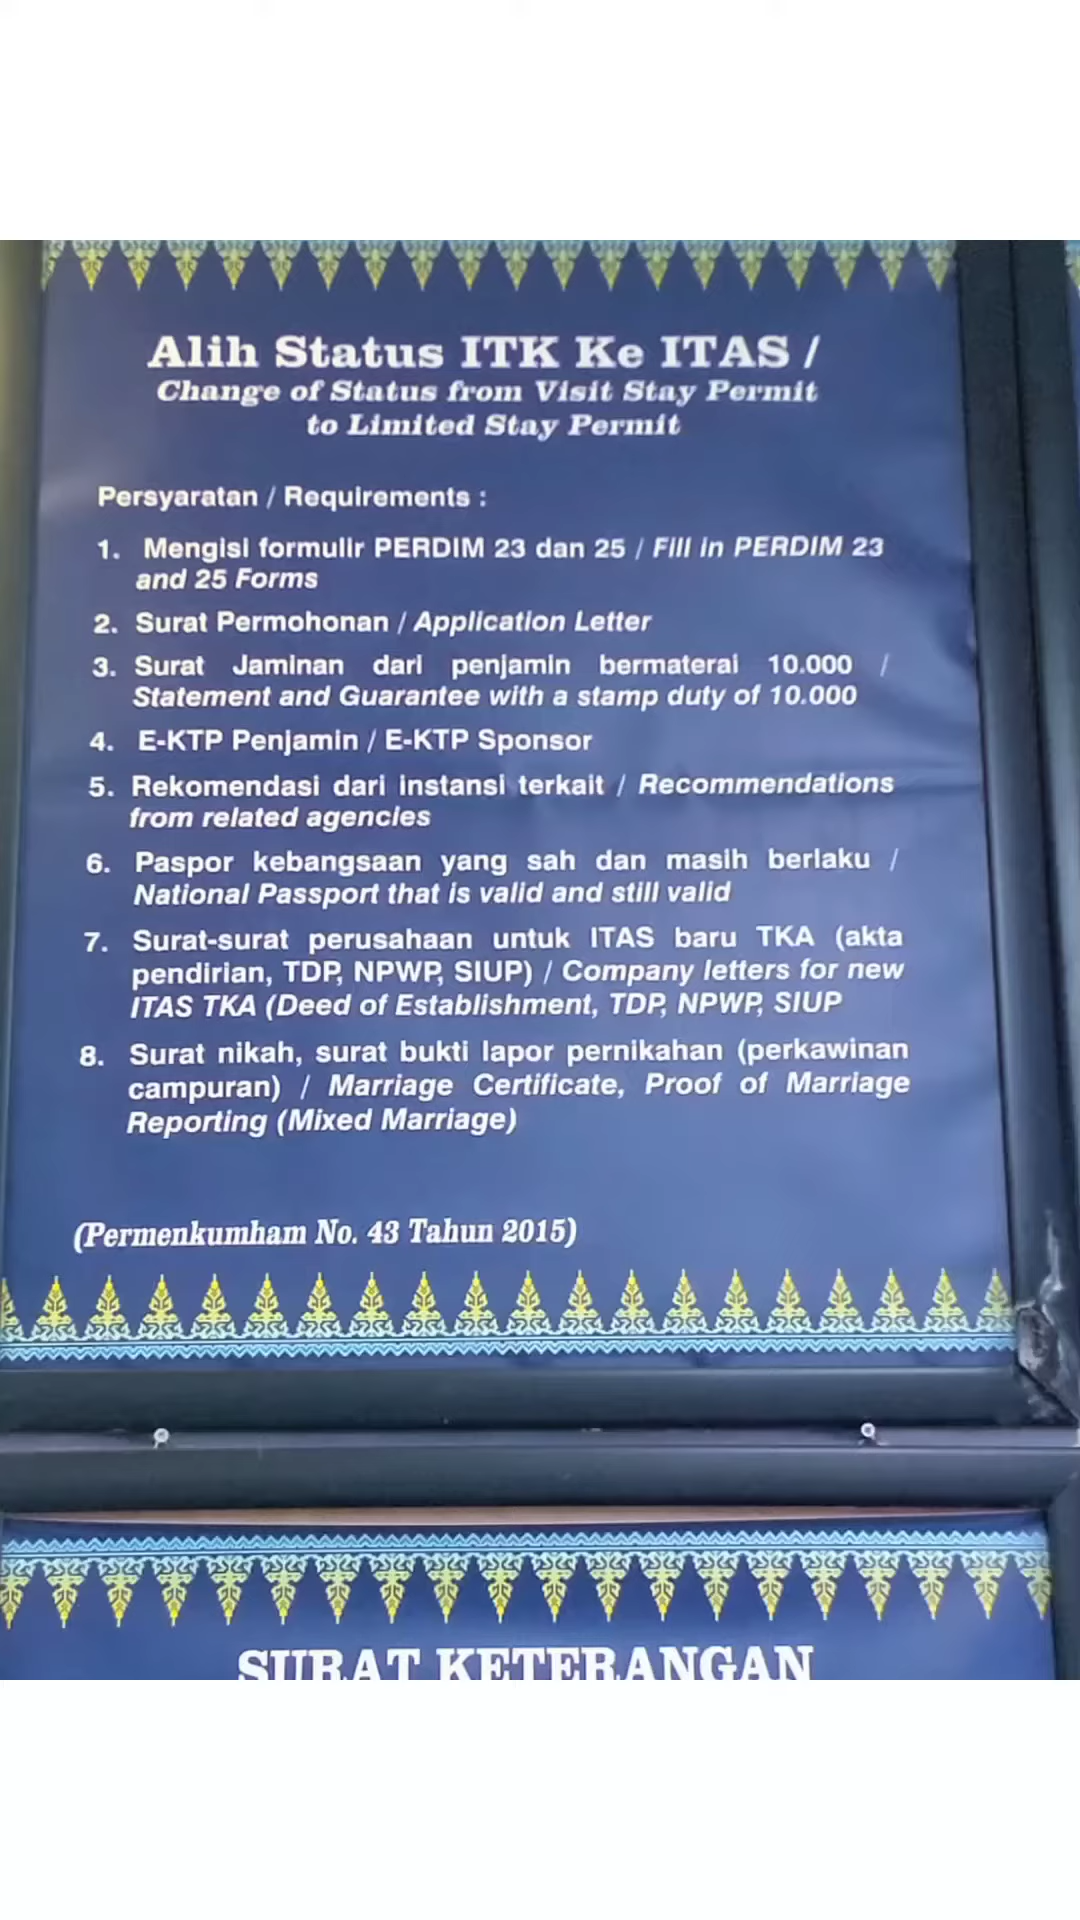 Alih Status ITK Ke ITAS /
Change of Status from Visit Stay Permit
to Limited Stay Permit
Persyaratan / Requirements :
1. Mengisi formulir PERDIM 23 dan 25 / Fill in PERDIM 23
and 25 Forms
2. Surat Permohonan / Application Letter
3. Surat Jaminan dari penjamin bermaterai 10.000 /
Statement and Guarantee with a stamp duty of 10.000
4. E-KTP Penjamin / E-KTP Sponsor
5. Rekomendasi dari instansi terkait / Recommendations
from related agencies
6. Paspor kebangsaan yang sah dan masih berlaku /
National Passport that is valid and still valid
7. Surat-surat perusahaan untuk ITAS baru TKA (akta
pendirian, TDP, NPWP, SIUP) / Company letters for new
ITAS TKA (Deed of Establishment, TDP, NPWP, SIUP
8. Surat nikah, surat bukti lapor pernikahan (perkawinan
campuran) / Marriage Certificate, Proof of Marriage
Reporting (Mixed Marriage)
(Permenkumham No. 43 Tahun 2015)
SURAT KETERANGAN